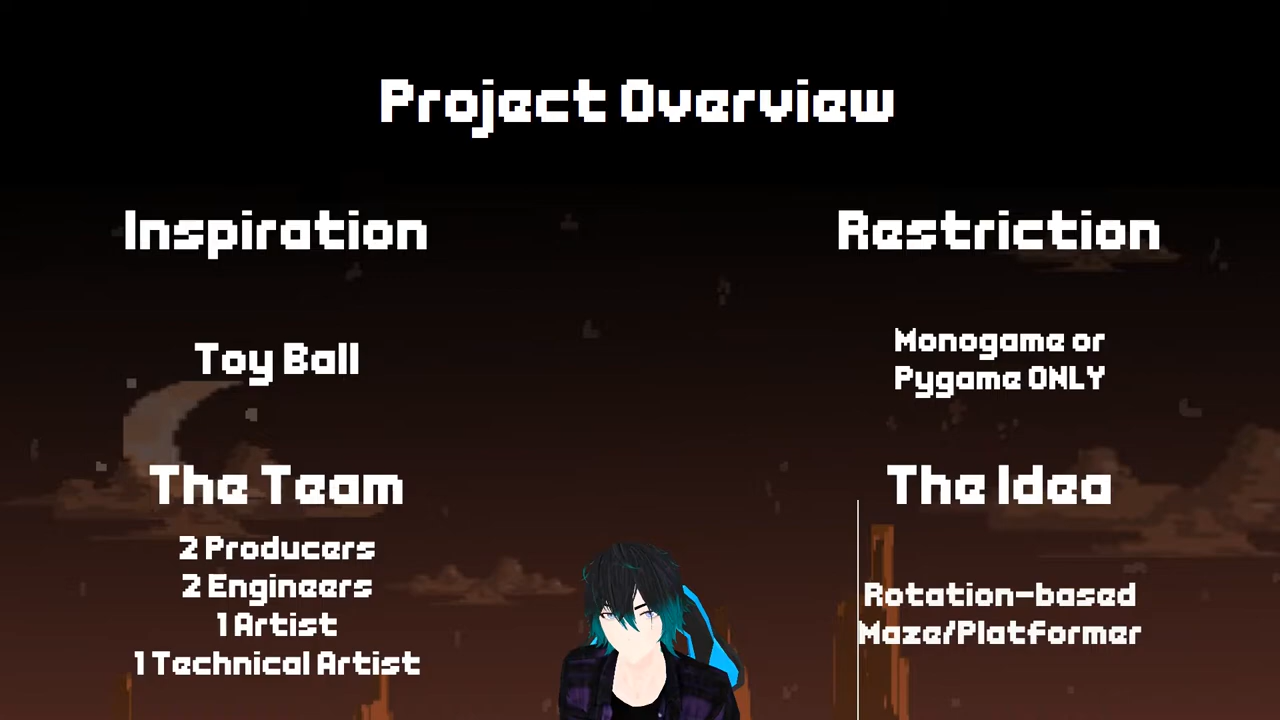 Project Overview
Inspiration
Toy Ball
Restriction
Monogame or
Pygame ONLY
The Team
2 Producers
2 Engineers
1 Artist
1 Technical Artist
The Idea
Rotation-based
Maze/Platformer